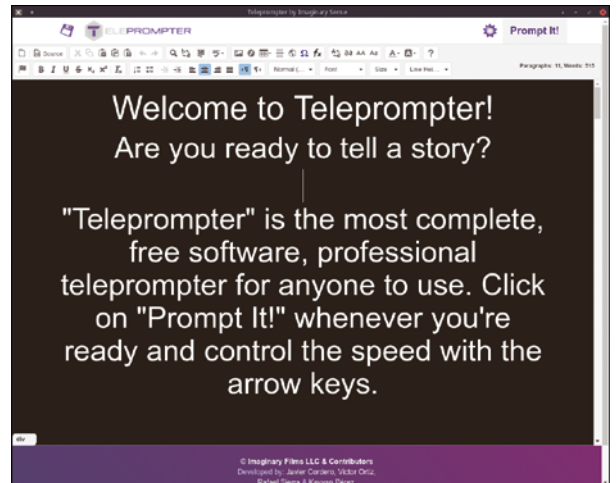 Teleprompter by Imaginary Sense
TELEPROMPTER
Prompt It!
Source
Normal (...
Font
Size
Line Hei...
Paragraphs: 11, Words: 515
Welcome to Teleprompter!
Are you ready to tell a story?
"Teleprompter" is the most complete,
free software, professional
teleprompter for anyone to use. Click
on "Prompt It!" whenever you're
ready and control the speed with the
arrow keys.
div
© Imaginary Films LLC & Contributors
Developed by: Javier Cordero, Victor Ortiz,